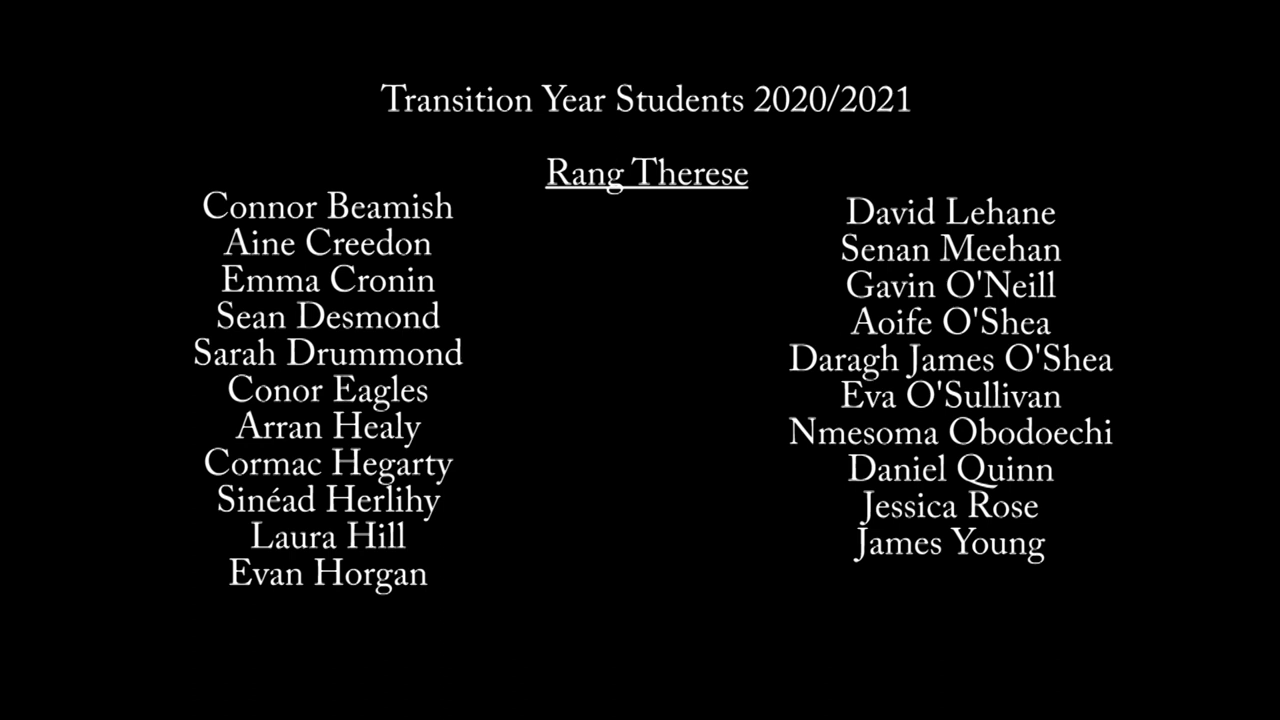 Transition Year Students 2020/2021
Rang Therese
Connor Beamish
Aine Creedon
Emma Cronin
Sean Desmond
Sarah Drummond
Conor Eagles
Arran Healy
Cormac Hegarty
Sinéad Herlihy
Laura Hill
Evan Horgan
David Lehane
Senan Meehan
Gavin O'Neill
Aoife O'Shea
Daragh James O'Shea
Eva O'Sullivan
Nmesoma Obodoechi
Daniel Quinn
Jessica Rose
James Young